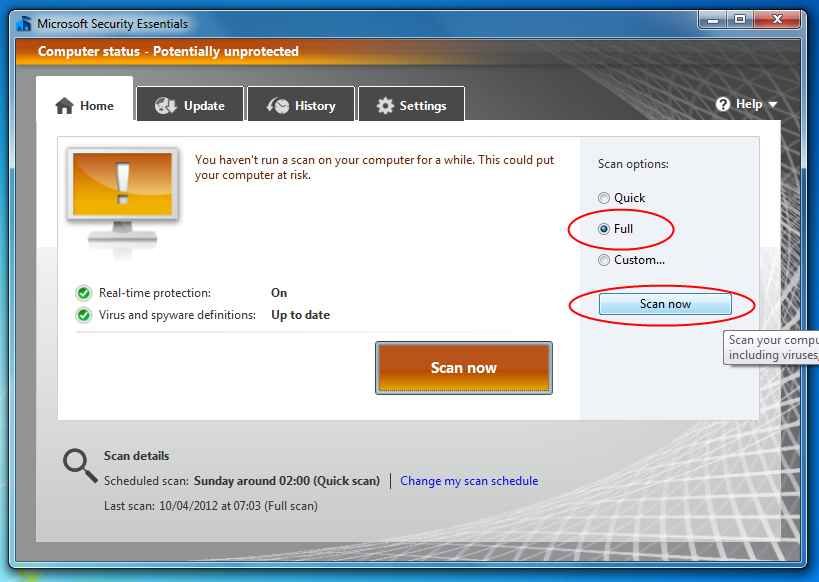 Microsoft Security Essentials
Computer status - Potentially unprotected
Home
Update
History
Settings
Help
You haven't run a scan on your computer for a while. This could put
your computer at risk.
Scan options:
Quick
Full
Custom...
Scan now
Scan your compu
including viruses,
Real-time protection: On
Virus and spyware definitions: Up to date
Scan now
Scan details
Scheduled scan: Sunday around 02:00 (Quick scan) | Change my scan schedule
Last scan: 10/04/2012 at 07:03 (Full scan)